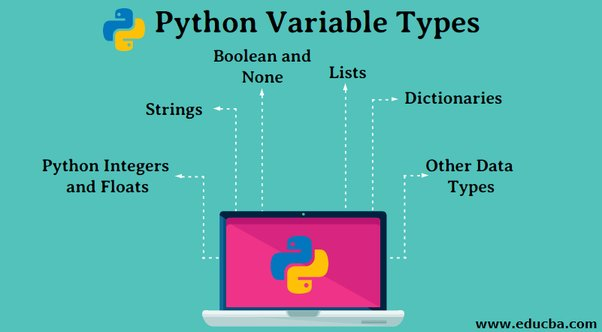 Python Variable Types
Boolean and
None
Lists
Strings
Dictionaries
Python Integers
and Floats
Other Data
Types
www.educba.com